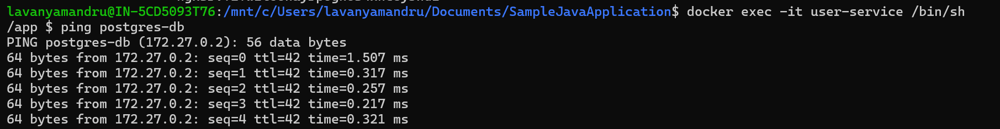 lavanyamandru@IN-5CD5093T76:/mnt/c/Users/lavanyamandru/Documents/SampleJavaApplication$ docker exec -it user-service /bin/sh
/app $ ping postgres-db
PING postgres-db (172.27.0.2): 56 data bytes
64 bytes from 172.27.0.2: seq=0 ttl=42 time=1.507 ms
64 bytes from 172.27.0.2: seq=1 ttl=42 time=0.317 ms
64 bytes from 172.27.0.2: seq=2 ttl=42 time=0.257 ms
64 bytes from 172.27.0.2: seq=3 ttl=42 time=0.217 ms
64 bytes from 172.27.0.2: seq=4 ttl=42 time=0.321 ms